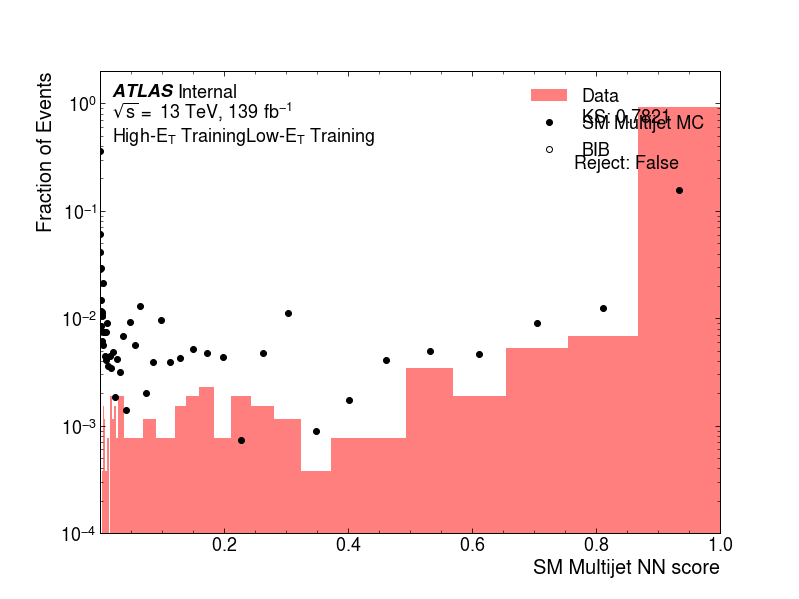 ATLAS Internal
√s = 13 TeV, 139 fb⁻¹
High-E_T TrainingLow-E_T Training
Data
KS: 0.7821
SM Multijet MC
BIB
Reject: False
Fraction of Events
10⁰
10⁻¹
10⁻²
10⁻³
10⁻⁴
0.2 0.4 0.6 0.8 1.0
SM Multijet NN score